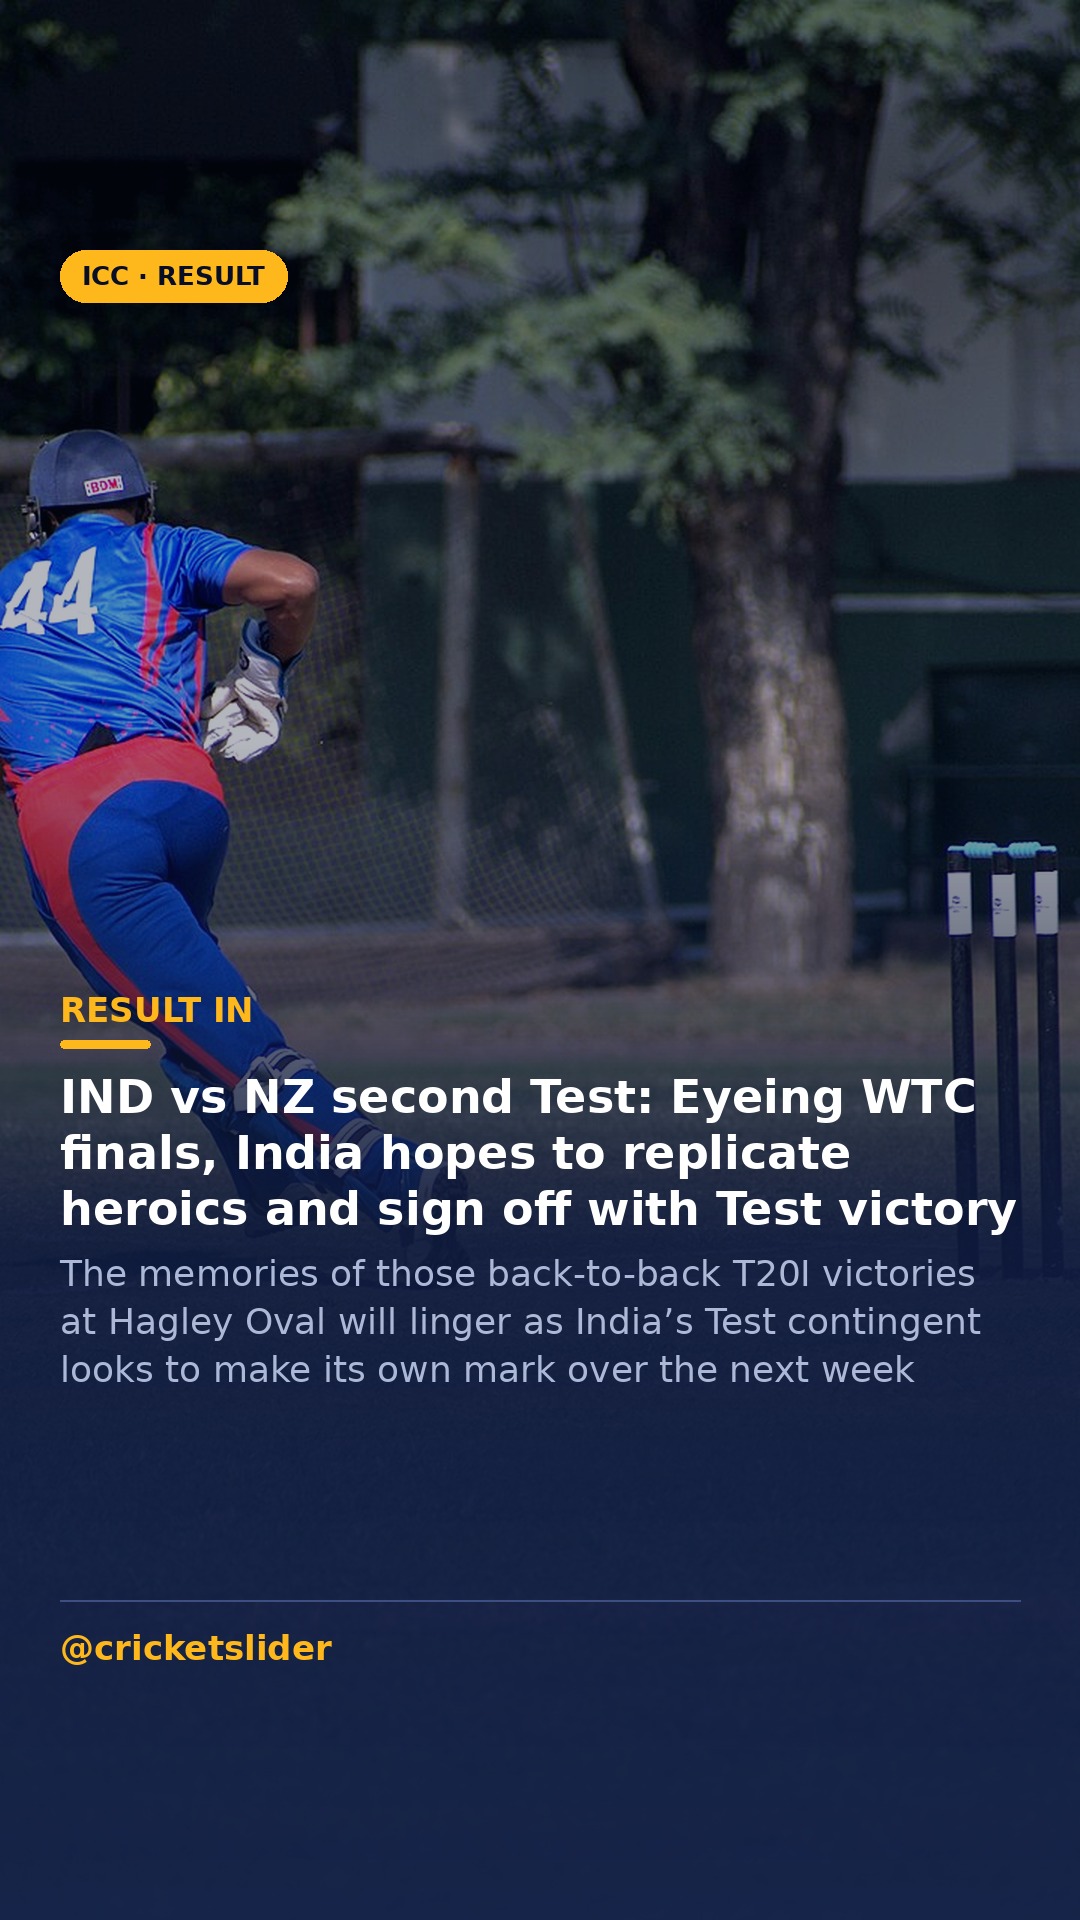 ICC · RESULT
BDM
44
RESULT IN
IND vs NZ second Test: Eyeing WTC
finals, India hopes to replicate
heroics and sign off with Test victory
The memories of those back-to-back T20I victories
at Hagley Oval will linger as India’s Test contingent
looks to make its own mark over the next week
@cricketslider